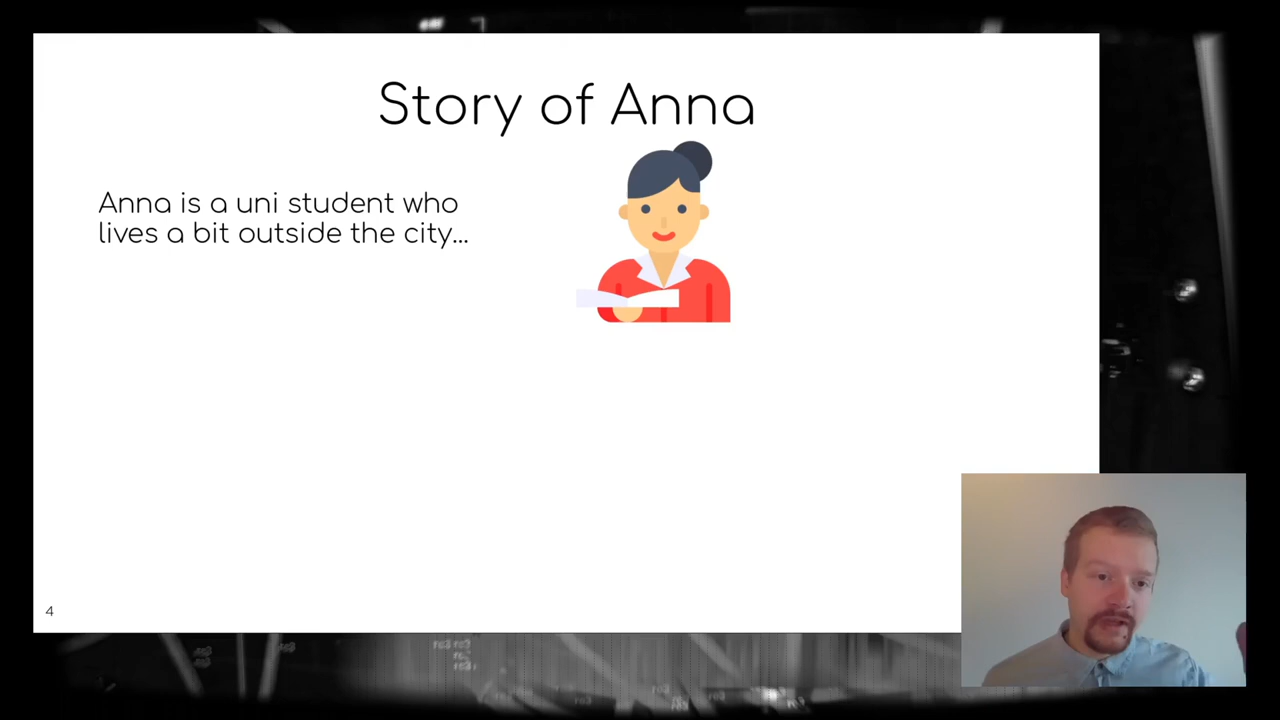 Story of Anna
Anna is a uni student who
lives a bit outside the city...
4